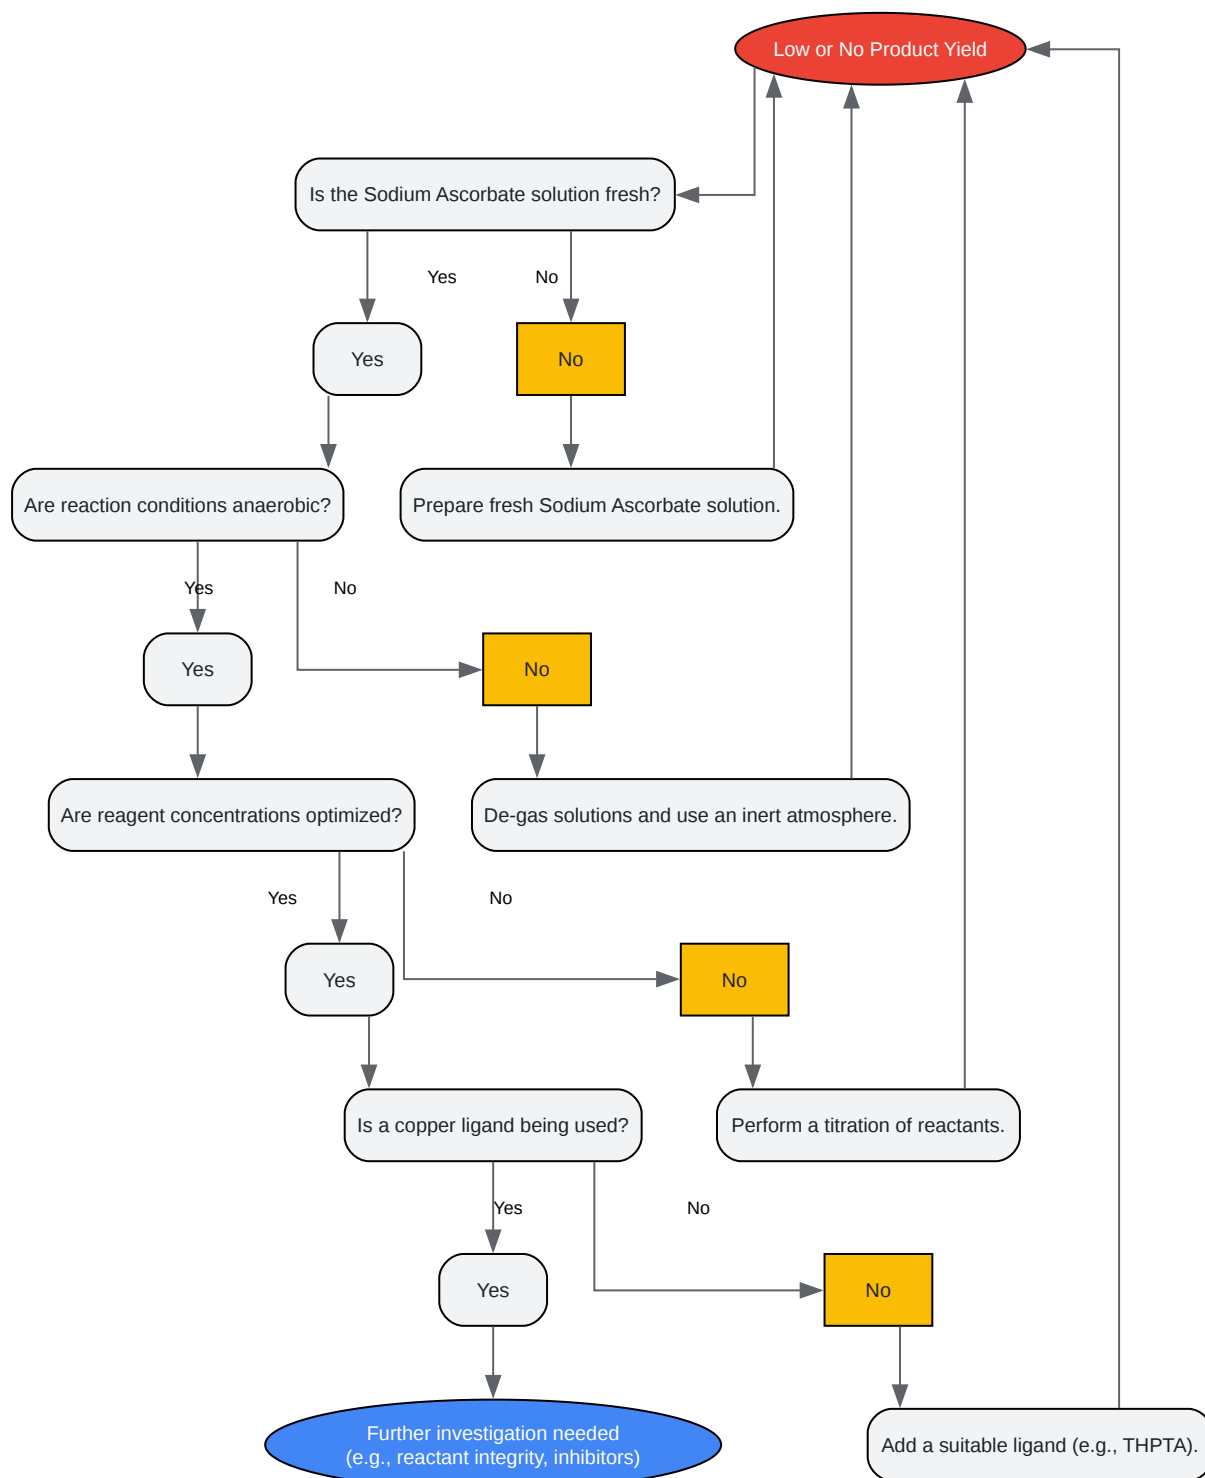 Low or No Product Yield
Is the Sodium Ascorbate solution fresh?
Yes
No
Yes
No
Are reaction conditions anaerobic?
Prepare fresh Sodium Ascorbate solution.
Yes
No
Yes
No
Are reagent concentrations optimized?
De-gas solutions and use an inert atmosphere.
Yes
No
Yes
No
Is a copper ligand being used?
Perform a titration of reactants.
Yes
No
Yes
No
Further investigation needed
(e.g., reactant integrity, inhibitors)
Add a suitable ligand (e.g., THPTA).